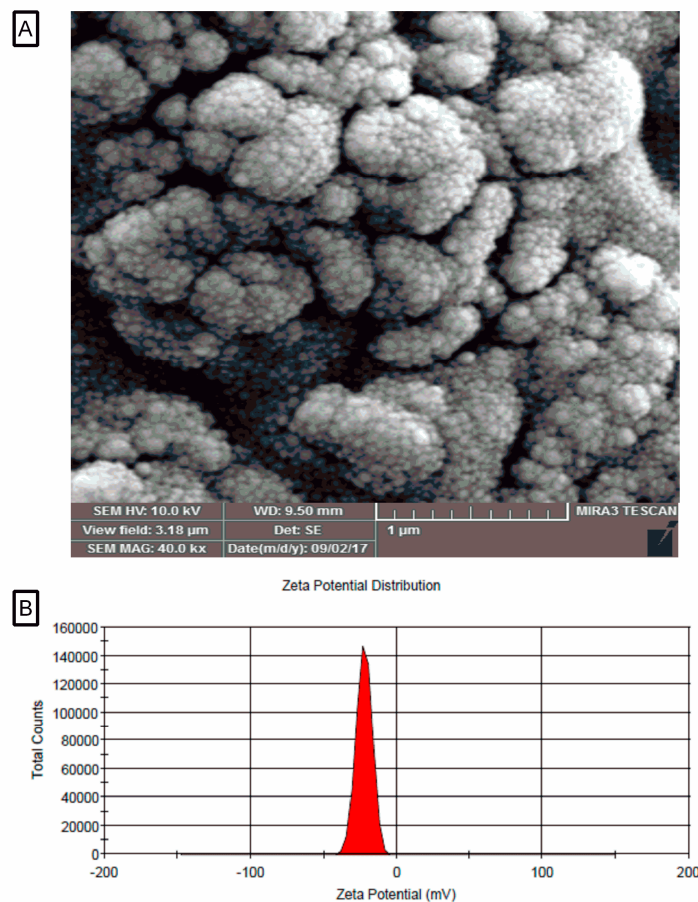 A
SEM HV: 10.0 kV WD: 9.50 mm MIRA3 TESCAN
View field: 3.18 µm Det: SE 1 µm
SEM MAG: 40.0 kx Date(m/d/y): 09/02/17
Zeta Potential Distribution
B
160000
140000
120000
100000
80000
60000
40000
20000
0
Total Counts
-200 -100 0 100 200
Zeta Potential (mV)